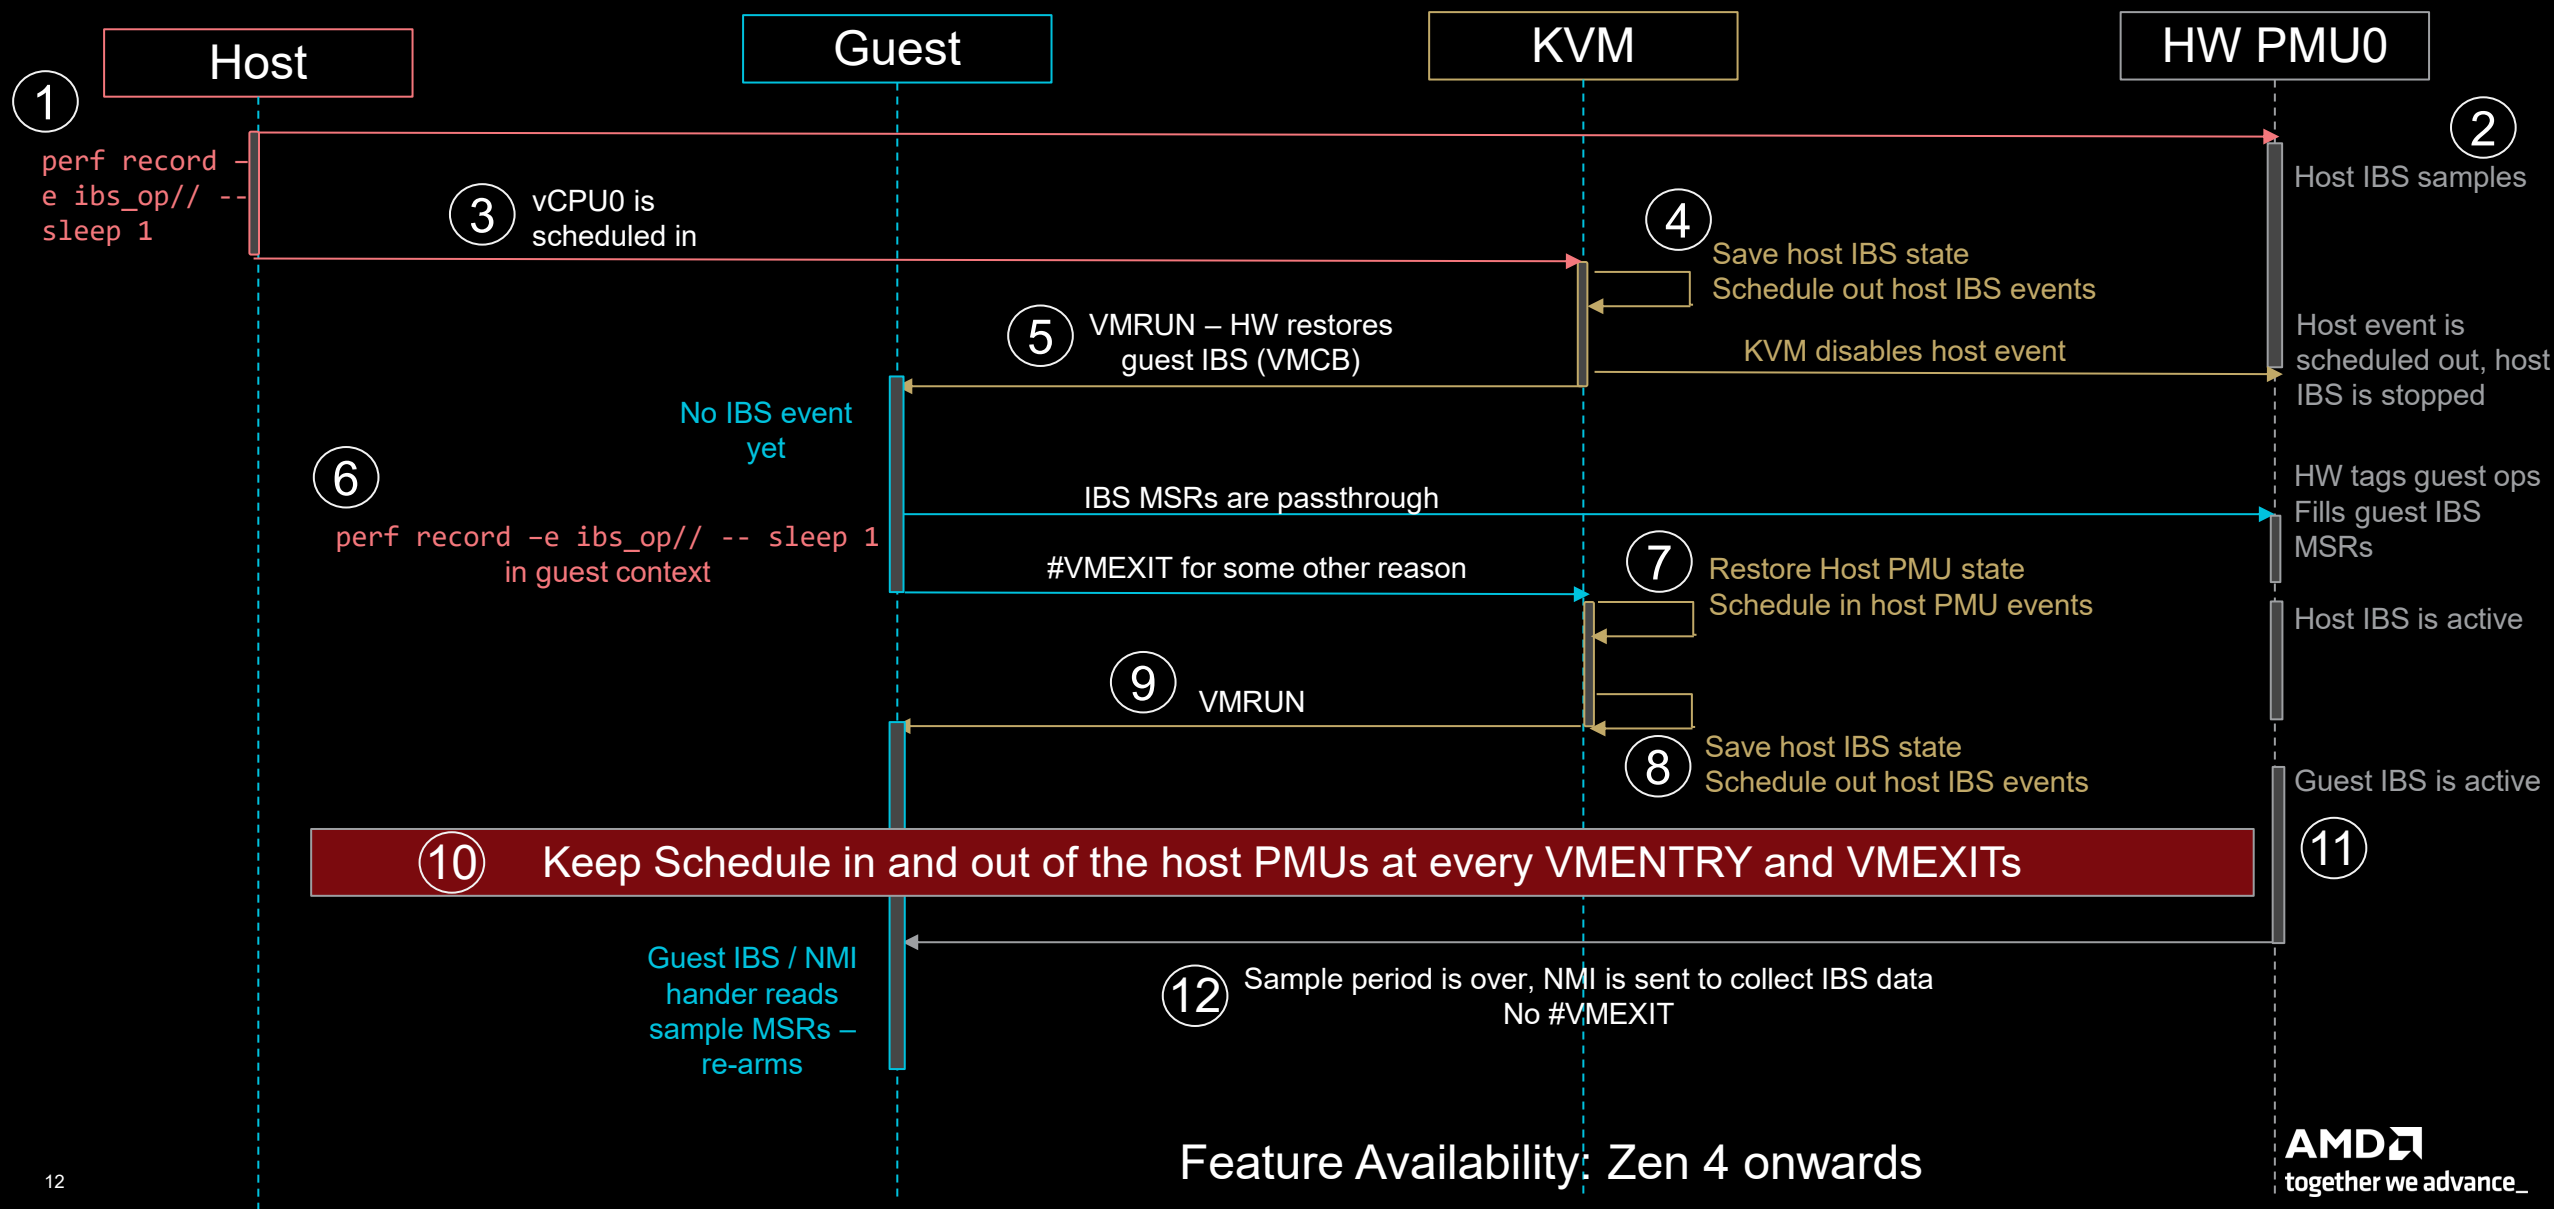 Host
Guest
KVM
HW PMU0
1
perf record –
e ibs_op// --
sleep 1
2
Host IBS samples
3
vCPU0 is
scheduled in
4
Save host IBS state
Schedule out host IBS events
5
VMRUN – HW restores
guest IBS (VMCB)
KVM disables host event
Host event is
scheduled out, host
IBS is stopped
No IBS event
yet
6
perf record –e ibs_op// -- sleep 1
in guest context
IBS MSRs are passthrough
HW tags guest ops
Fills guest IBS
MSRs
#VMEXIT for some other reason
7
Restore Host PMU state
Schedule in host PMU events
Host IBS is active
9
VMRUN
8
Save host IBS state
Schedule out host IBS events
Guest IBS is active
10
Keep Schedule in and out of the host PMUs at every VMENTRY and VMEXITs
11
Guest IBS / NMI
hander reads
sample MSRs –
re-arms
12
Sample period is over, NMI is sent to collect IBS data
No #VMEXIT
Feature Availability: Zen 4 onwards
12
AMD
together we advance_